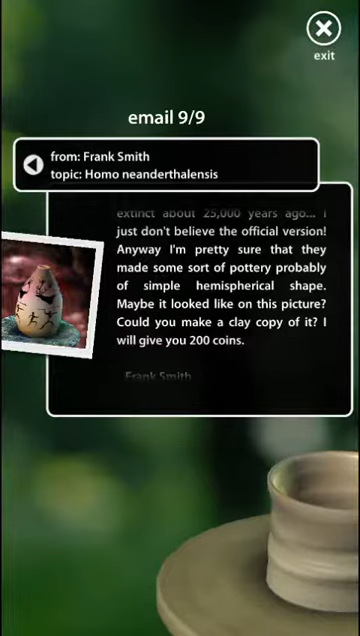 exit
email 9/9
from: Frank Smith
topic: Homo neanderthalensis
extinct about 25,000 years ago... I
just don't believe the official version!
Anyway I'm pretty sure that they
made some sort of pottery probably
of simple hemispherical shape.
Maybe it looked like on this picture?
Could you make a clay copy of it? I
will give you 200 coins.
Frank Smith